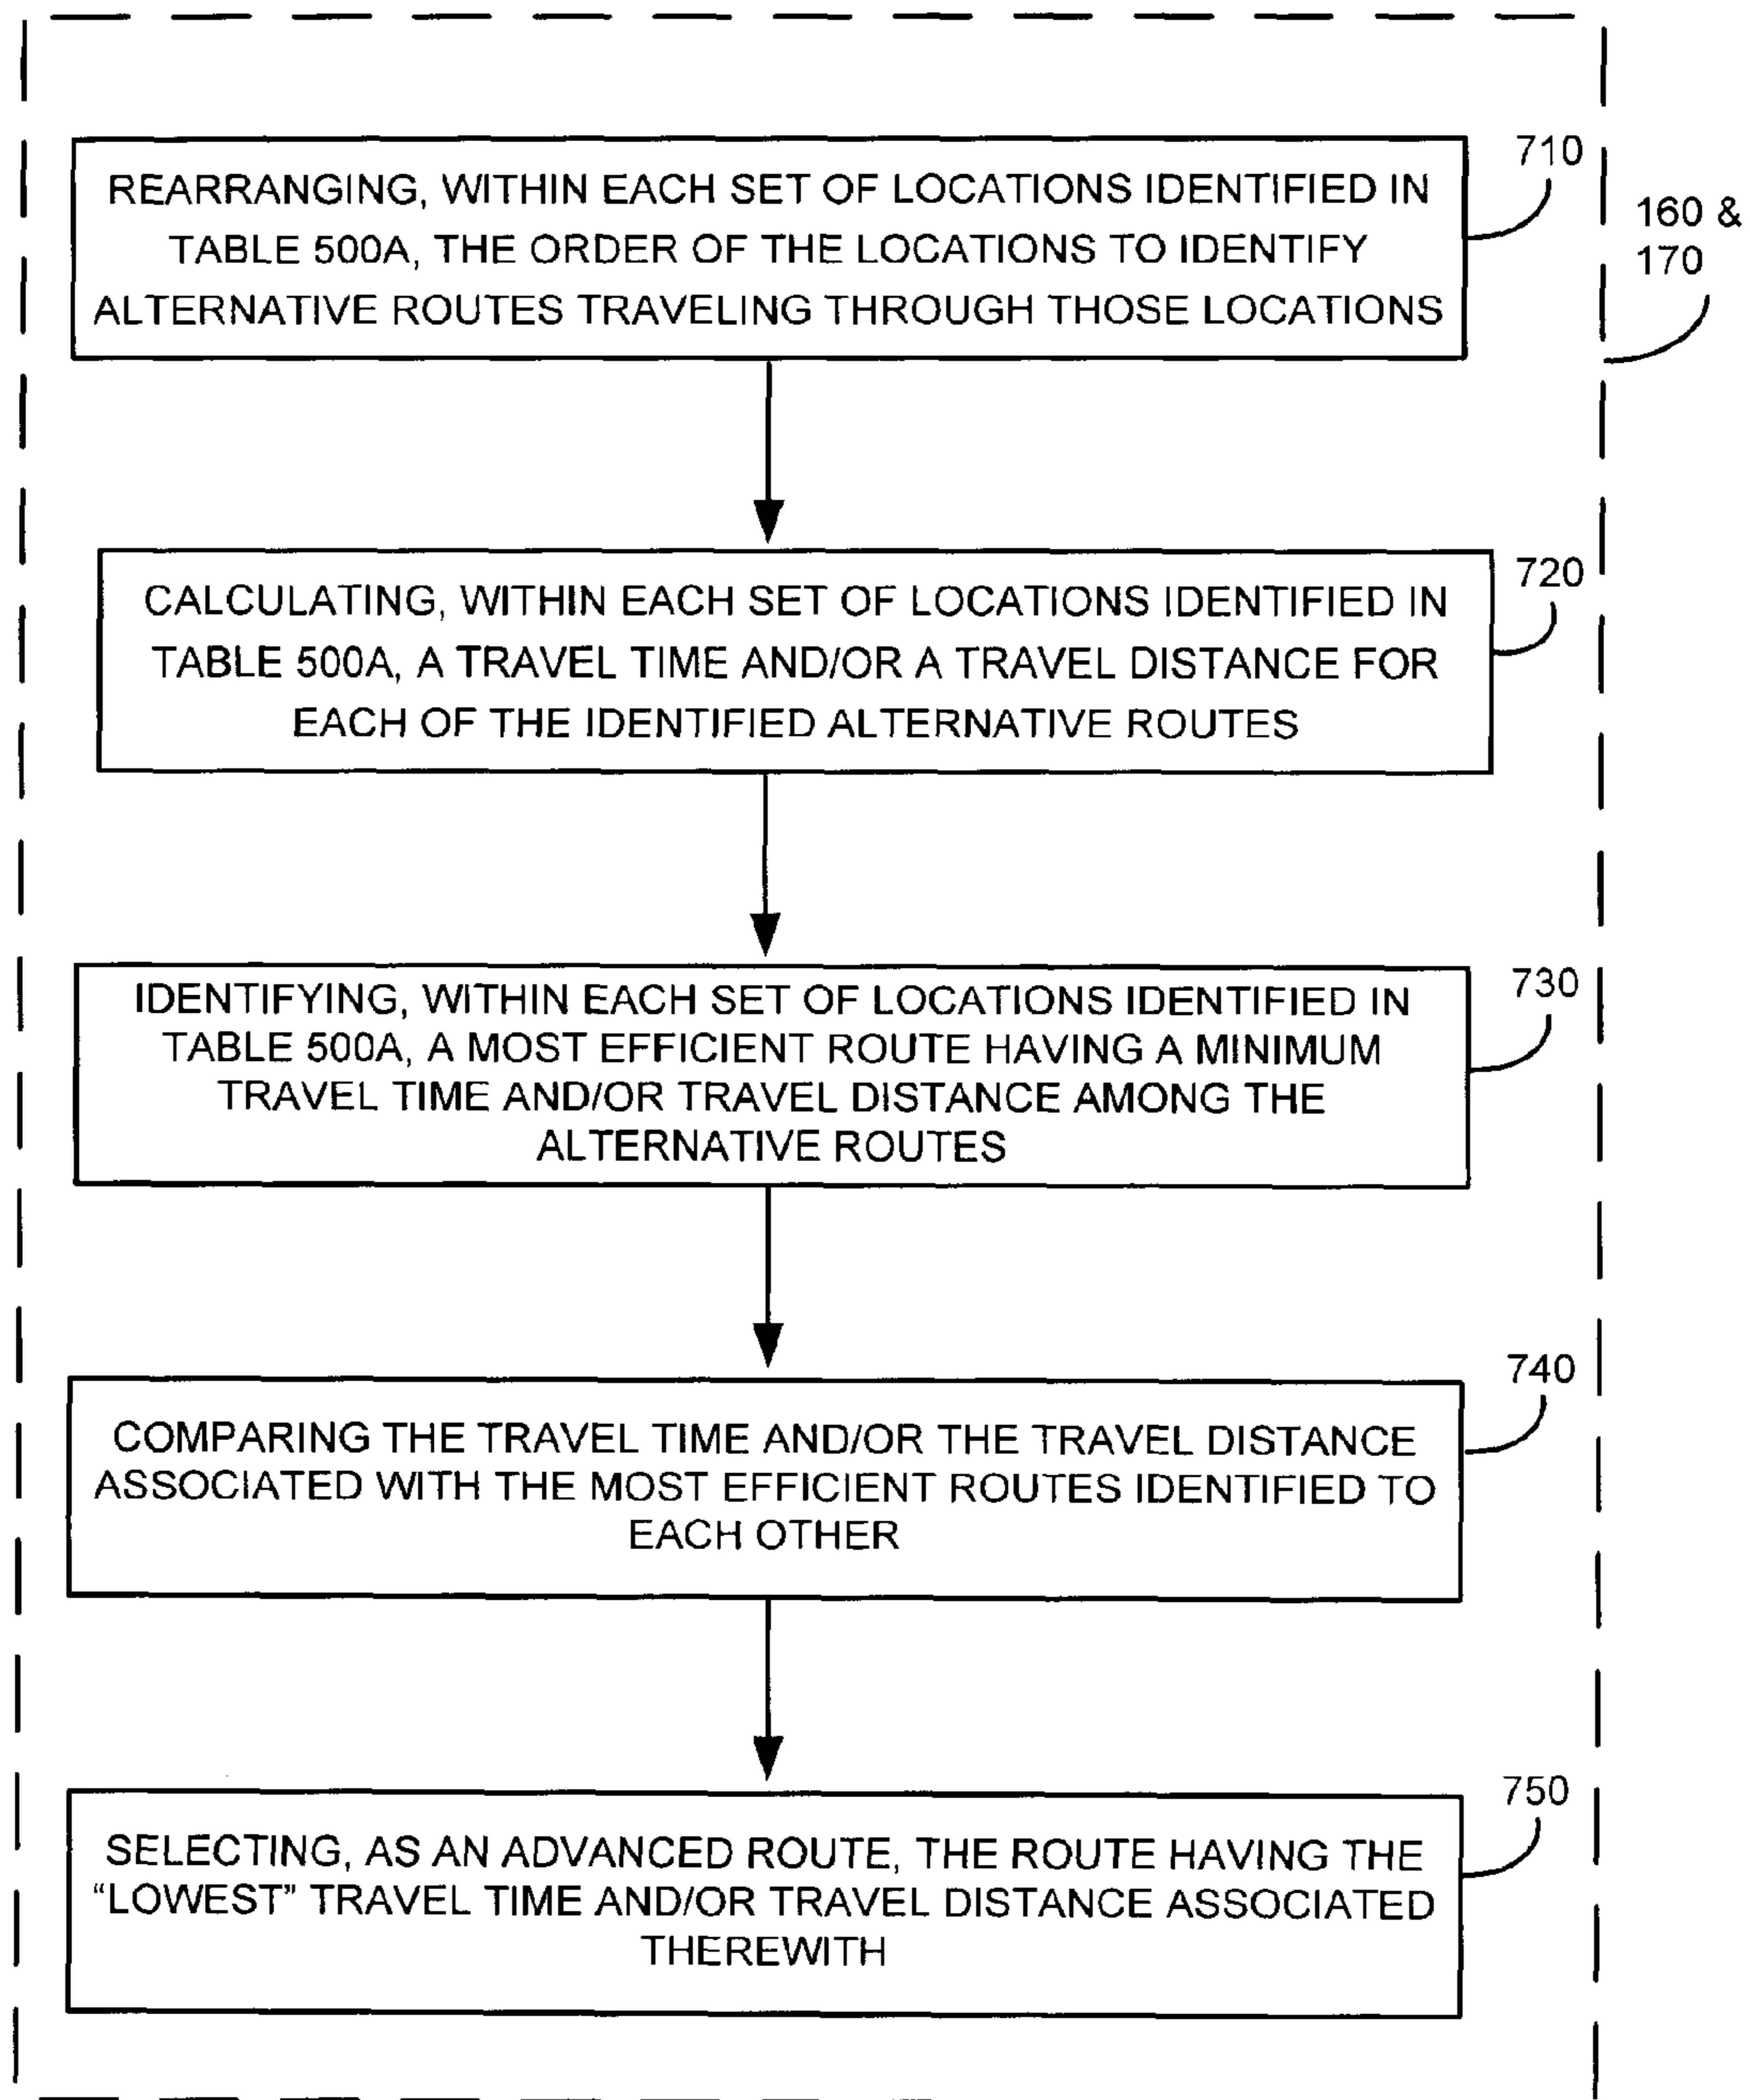 710
REARRANGING, WITHIN EACH SET OF LOCATIONS IDENTIFIED IN
TABLE 500A, THE ORDER OF THE LOCATIONS TO IDENTIFY
ALTERNATIVE ROUTES TRAVELING THROUGH THOSE LOCATIONS
160 &
170
720
CALCULATING, WITHIN EACH SET OF LOCATIONS IDENTIFIED IN
TABLE 500A, A TRAVEL TIME AND/OR A TRAVEL DISTANCE FOR
EACH OF THE IDENTIFIED ALTERNATIVE ROUTES
730
IDENTIFYING, WITHIN EACH SET OF LOCATIONS IDENTIFIED IN
TABLE 500A, A MOST EFFICIENT ROUTE HAVING A MINIMUM
TRAVEL TIME AND/OR TRAVEL DISTANCE AMONG THE
ALTERNATIVE ROUTES
740
COMPARING THE TRAVEL TIME AND/OR THE TRAVEL DISTANCE
ASSOCIATED WITH THE MOST EFFICIENT ROUTES IDENTIFIED TO
EACH OTHER
750
SELECTING, AS AN ADVANCED ROUTE, THE ROUTE HAVING THE
“LOWEST” TRAVEL TIME AND/OR TRAVEL DISTANCE ASSOCIATED
THEREWITH